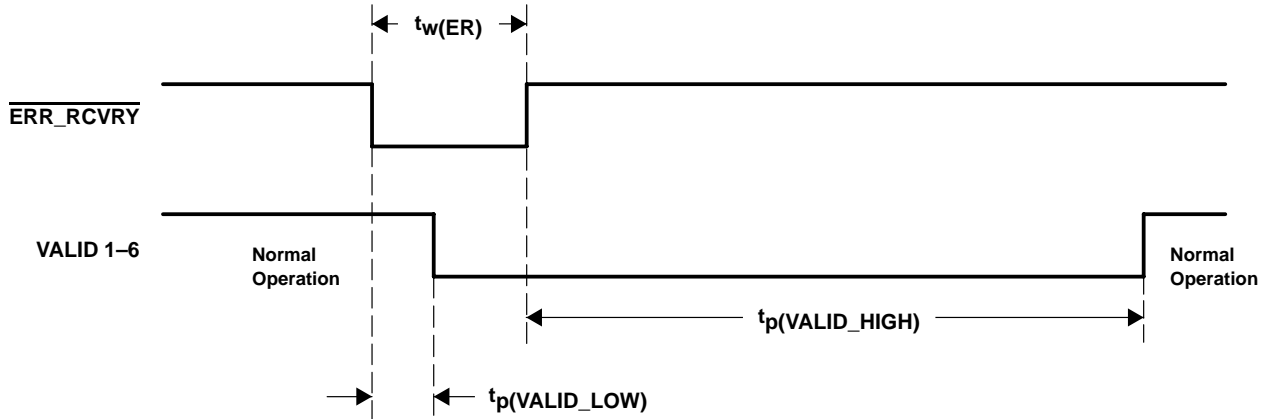 tw(ER)
ERR_RCVRY
VALID 1–6
Normal
Operation
Normal
Operation
tp(VALID_HIGH)
tp(VALID_LOW)